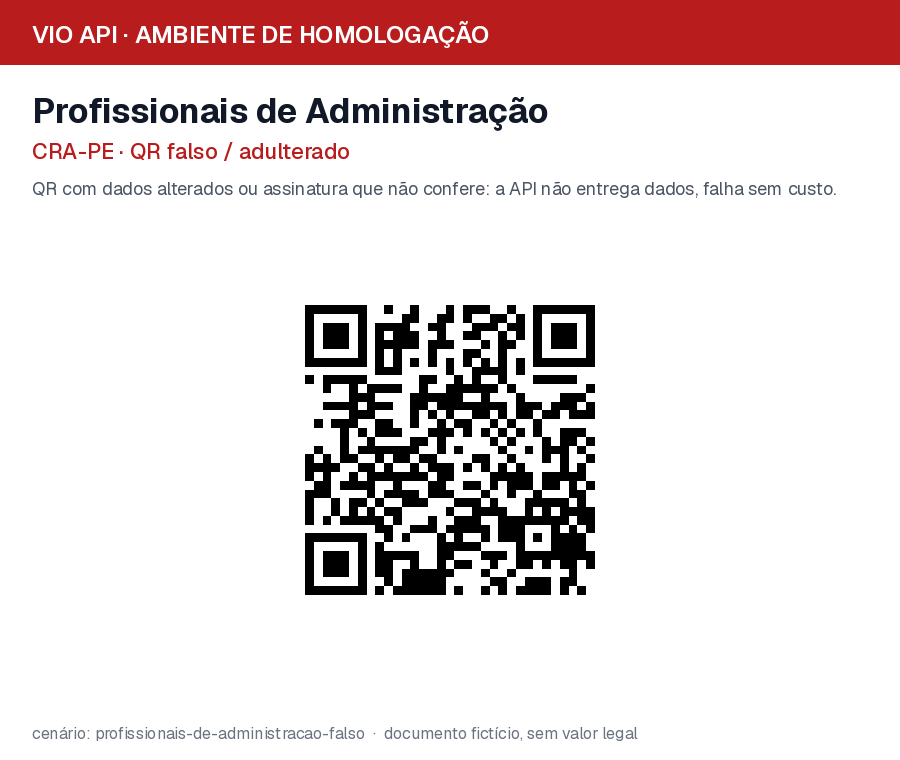 VIO API · AMBIENTE DE HOMOLOGAÇÃO
Profissionais de Administração
CRA-PE · QR falso / adulterado
QR com dados alterados ou assinatura que não confere: a API não entrega dados, falha sem custo.
cenário: profissionais-de-administracao-falso · documento fictício, sem valor legal